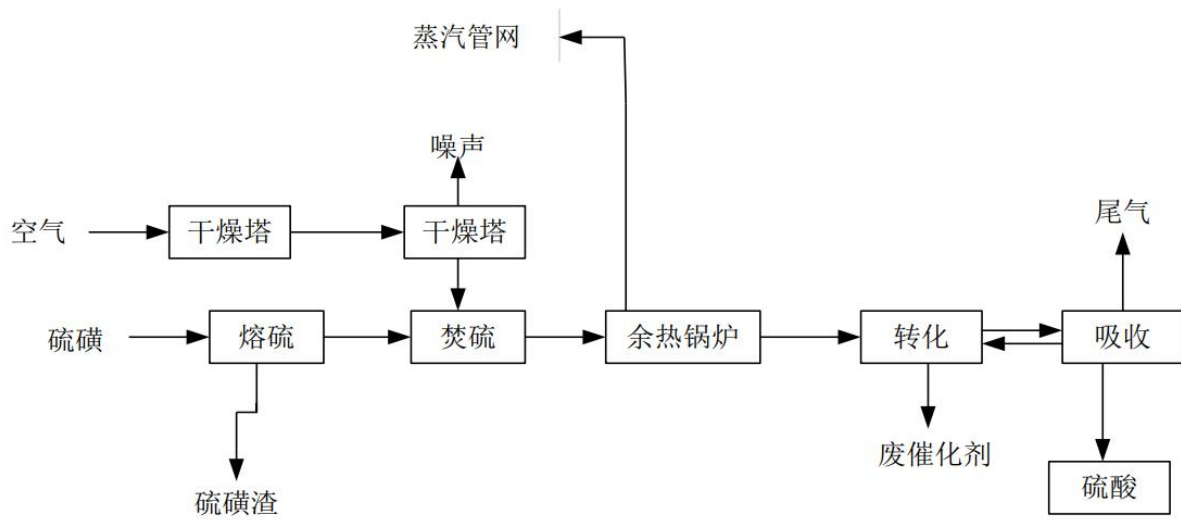 蒸汽管网
噪声
尾气
空气
干燥塔
干燥塔
硫磺
熔硫
焚硫
余热锅炉
转化
吸收
废催化剂
硫磺渣
硫酸